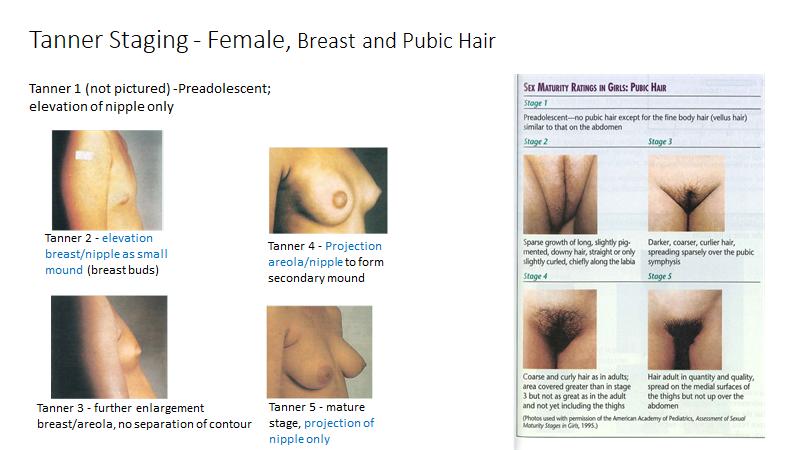 Tanner Staging - Female, Breast and Pubic Hair
Tanner 1 (not pictured) -Preadolescent;
elevation of nipple only
Tanner 2 - elevation
breast/nipple as small
mound (breast buds)
Tanner 4 - Projection
areola/nipple to form
secondary mound
Tanner 3 - further enlargement
breast/areola, no separation of contour
Tanner 5 - mature
stage, projection of
nipple only
SEX MATURITY RATINGS IN GIRLS: PUBIC HAIR
Stage 1
Preadolescent—no pubic hair except for the fine body hair (vellus hair)
similar to that on the abdomen
Stage 2
Sparse growth of long, slightly pig-
mented, downy hair, straight or only
slightly curled, chiefly along the labia
Stage 3
Darker, coarser, curlier hair,
spreading sparsely over the pubic
symphysis
Stage 4
Coarse and curly hair as in adults;
area covered greater than in stage
3 but not as great as in the adult
and not yet including the thighs
Stage 5
Hair adult in quantity and quality,
spread on the medial surfaces of
the thighs but not up over the
abdomen
(Photos used with permission of the American Academy of Pediatrics, Assessment of Sexual
Maturity Stages in Girls, 1995.)